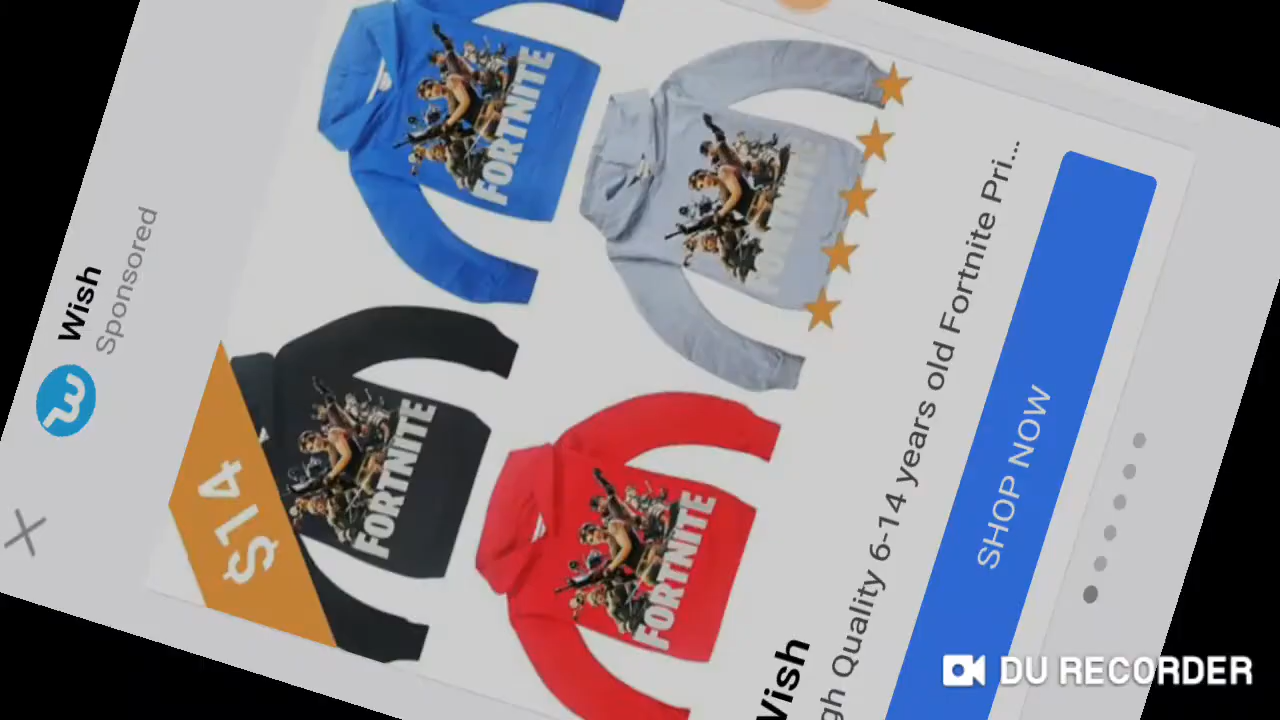 Wish
Sponsored
$14
FORTNITE
FORTNITE
FORTNITE
FORTNITE
Wish
gh Quality 6-14 years old Fortnite Pri...
SHOP NOW
DU RECORDER